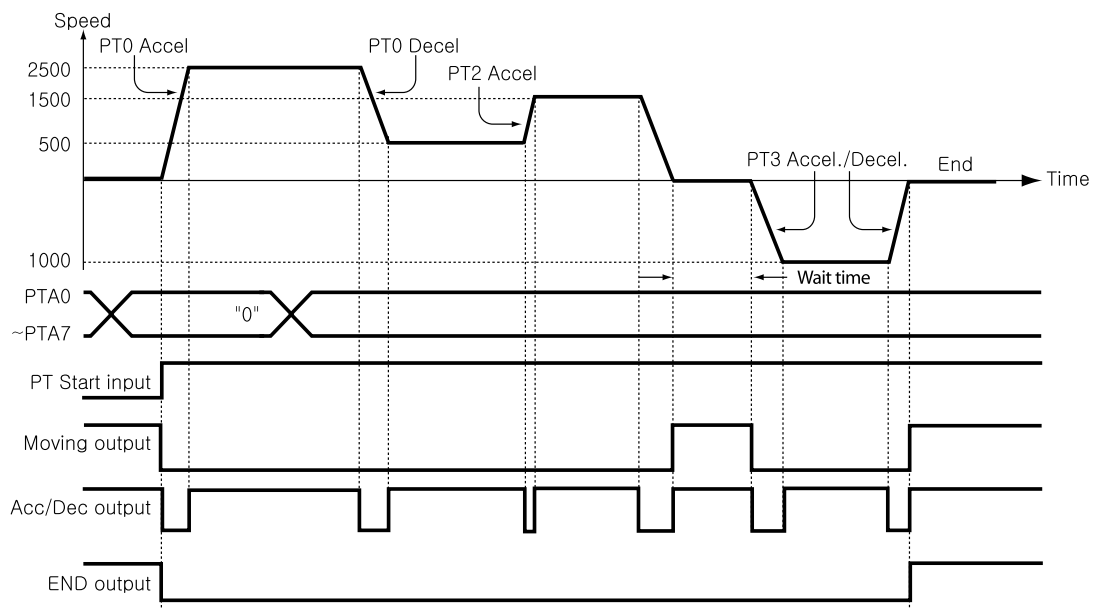 Speed
PT0 Accel
PT0 Decel
2500
PT2 Accel
1500
500
PT3 Accel./Decel.
End
Time
1000
Wait time
PTA0
"0"
~PTA7
PT Start input
Moving output
Acc/Dec output
END output